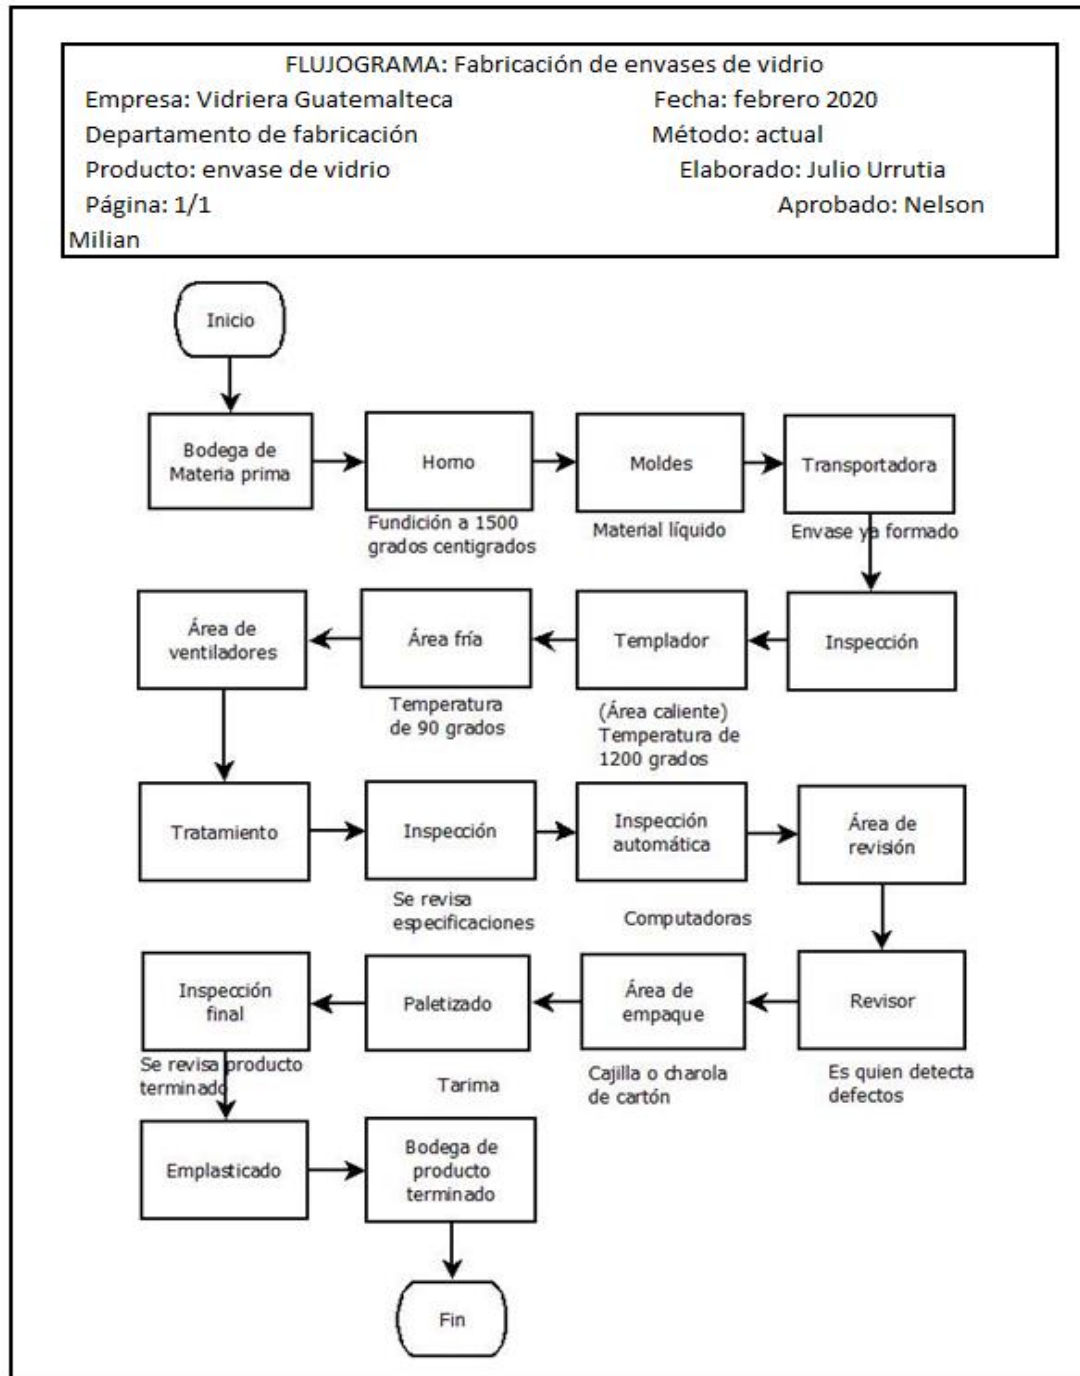 FLUJOGRAMA: Fabricación de envases de vidrio
Empresa: Vidriera Guatemalteca Fecha: febrero 2020
Departamento de fabricación Método: actual
Producto: envase de vidrio Elaborado: Julio Urrutia
Página: 1/1 Aprobado: Nelson
Milian
Inicio
Bodega de
Materia prima
Horno
Fundición a 1500
grados centigrados
Moldes
Material líquido
Transportadora
Envase ya formado
Inspección
Templador
(Área caliente)
Temperatura de
1200 grados
Área fría
Temperatura
de 90 grados
Área de
ventiladores
Tratamiento
Inspección
Se revisa
especificaciones
Inspección
automática
Computadoras
Área de
revisión
Revisor
Es quien detecta
defectos
Área de
empaque
Cajilla o charola
de cartón
Paletizado
Tarima
Inspección
final
Se revisa producto
terminado
Emplasticado
Bodega de
producto
terminado
Fin